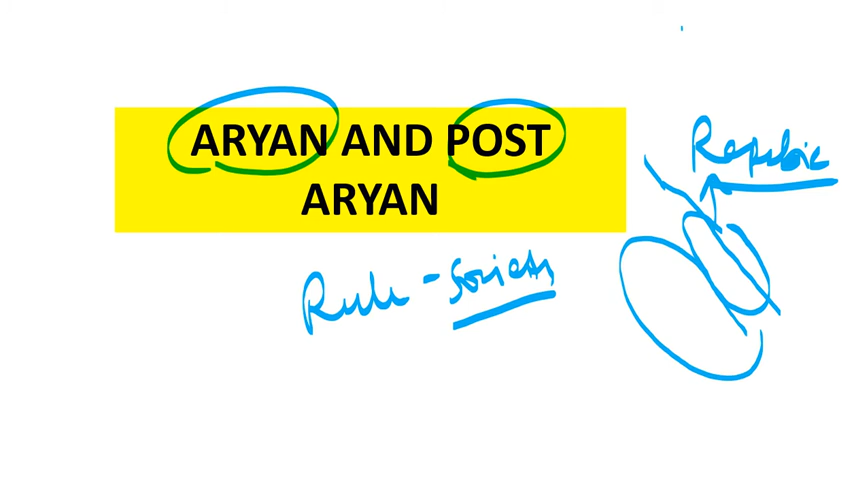 ARYAN AND POST
ARYAN
Republic
Rule - Society